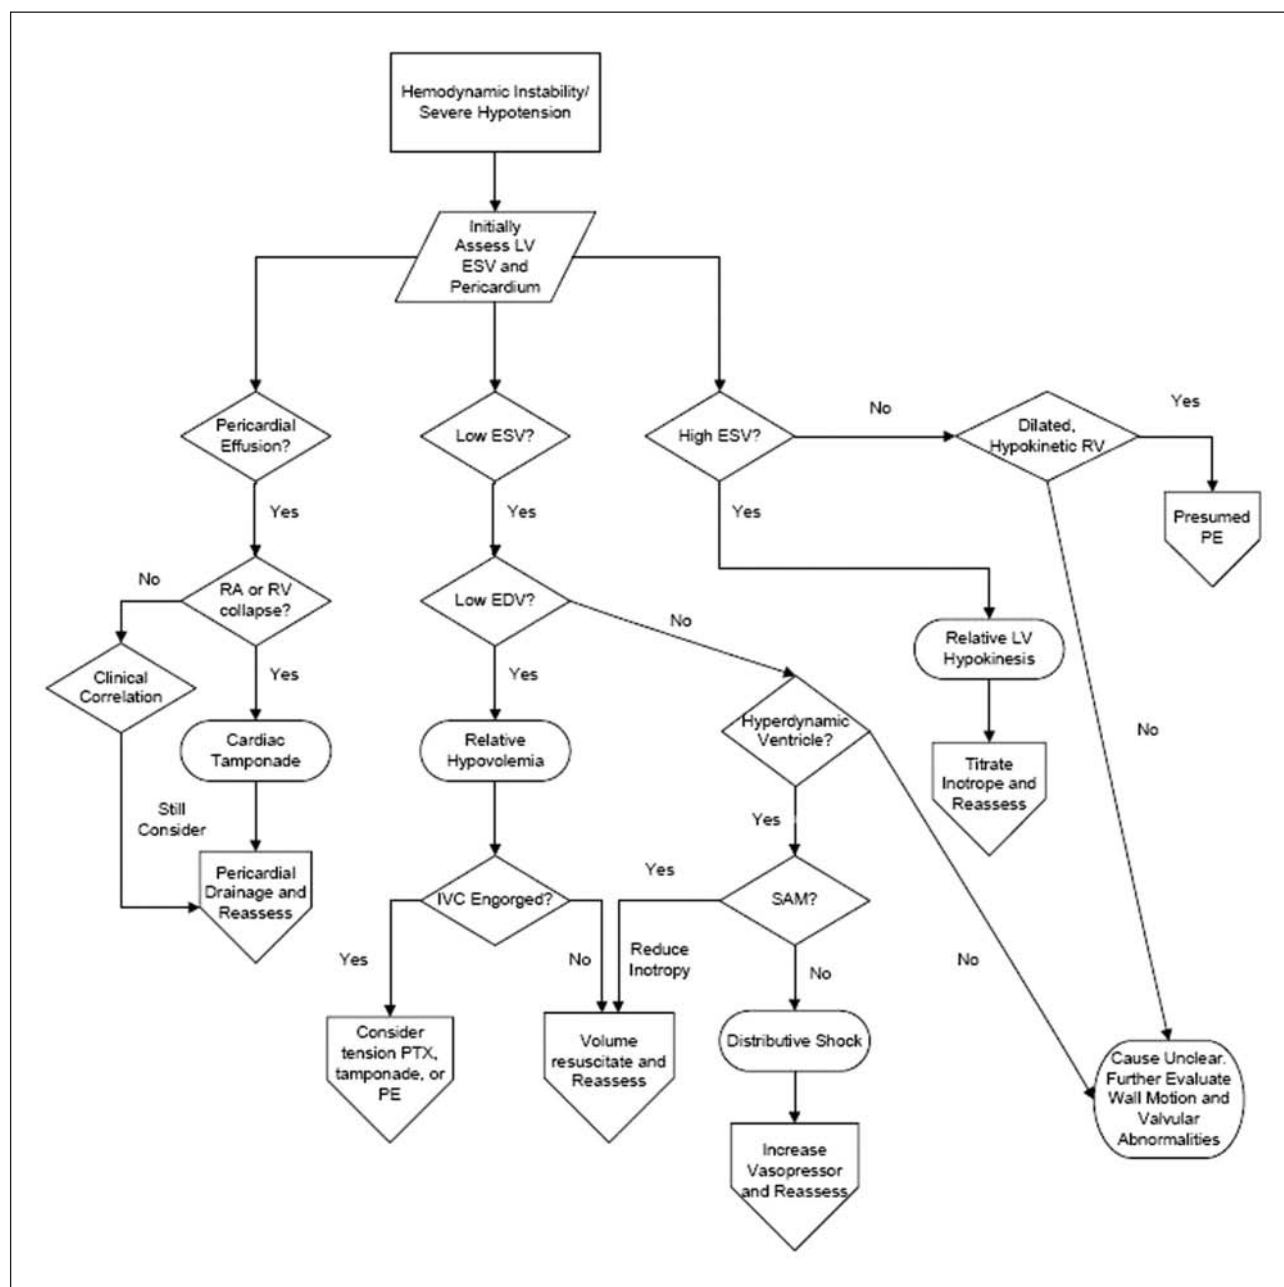 Hemodynamic Instability/
Severe Hypotension
Initially
Assess LV
ESV and
Pericardium
Pericardial
Effusion?
Low ESV?
High ESV?
No
Dilated,
Hypokinetic RV
Yes
Presumed
PE
Yes
Yes
Yes
No
RA or RV
collapse?
Low EDV?
No
Relative LV
Hypokinesis
Clinical
Correlation
Yes
Yes
Hyperdynamic
Ventricle?
No
Cardiac
Tamponade
Relative
Hypovolemia
Titrate
Inotrope and
Reassess
Still
Consider
Yes
Pericardial
Drainage and
Reassess
IVC Engorged?
Yes
SAM?
Yes
No
Reduce
Inotropy
No
No
Consider
tension PTX,
tamponade, or
PE
Volume
resuscitate and
Reassess
Distributive Shock
Cause Unclear.
Further Evaluate
Wall Motion and
Valvular
Abnormalities
Increase
Vasopressor
and Reassess